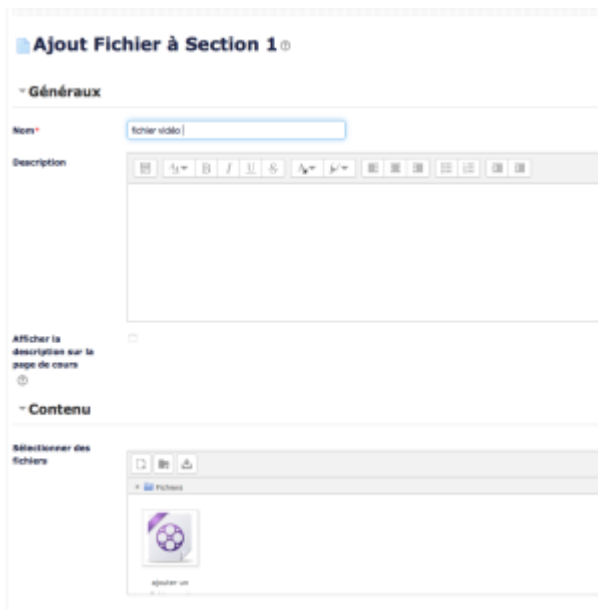 Ajout Fichier à Section 1
Généraux
Nom*
fichier vidéo
Description
Afficher la
description sur la
page de cours
Contenu
Sélectionner des
fichiers
Fichiers
ajouter un